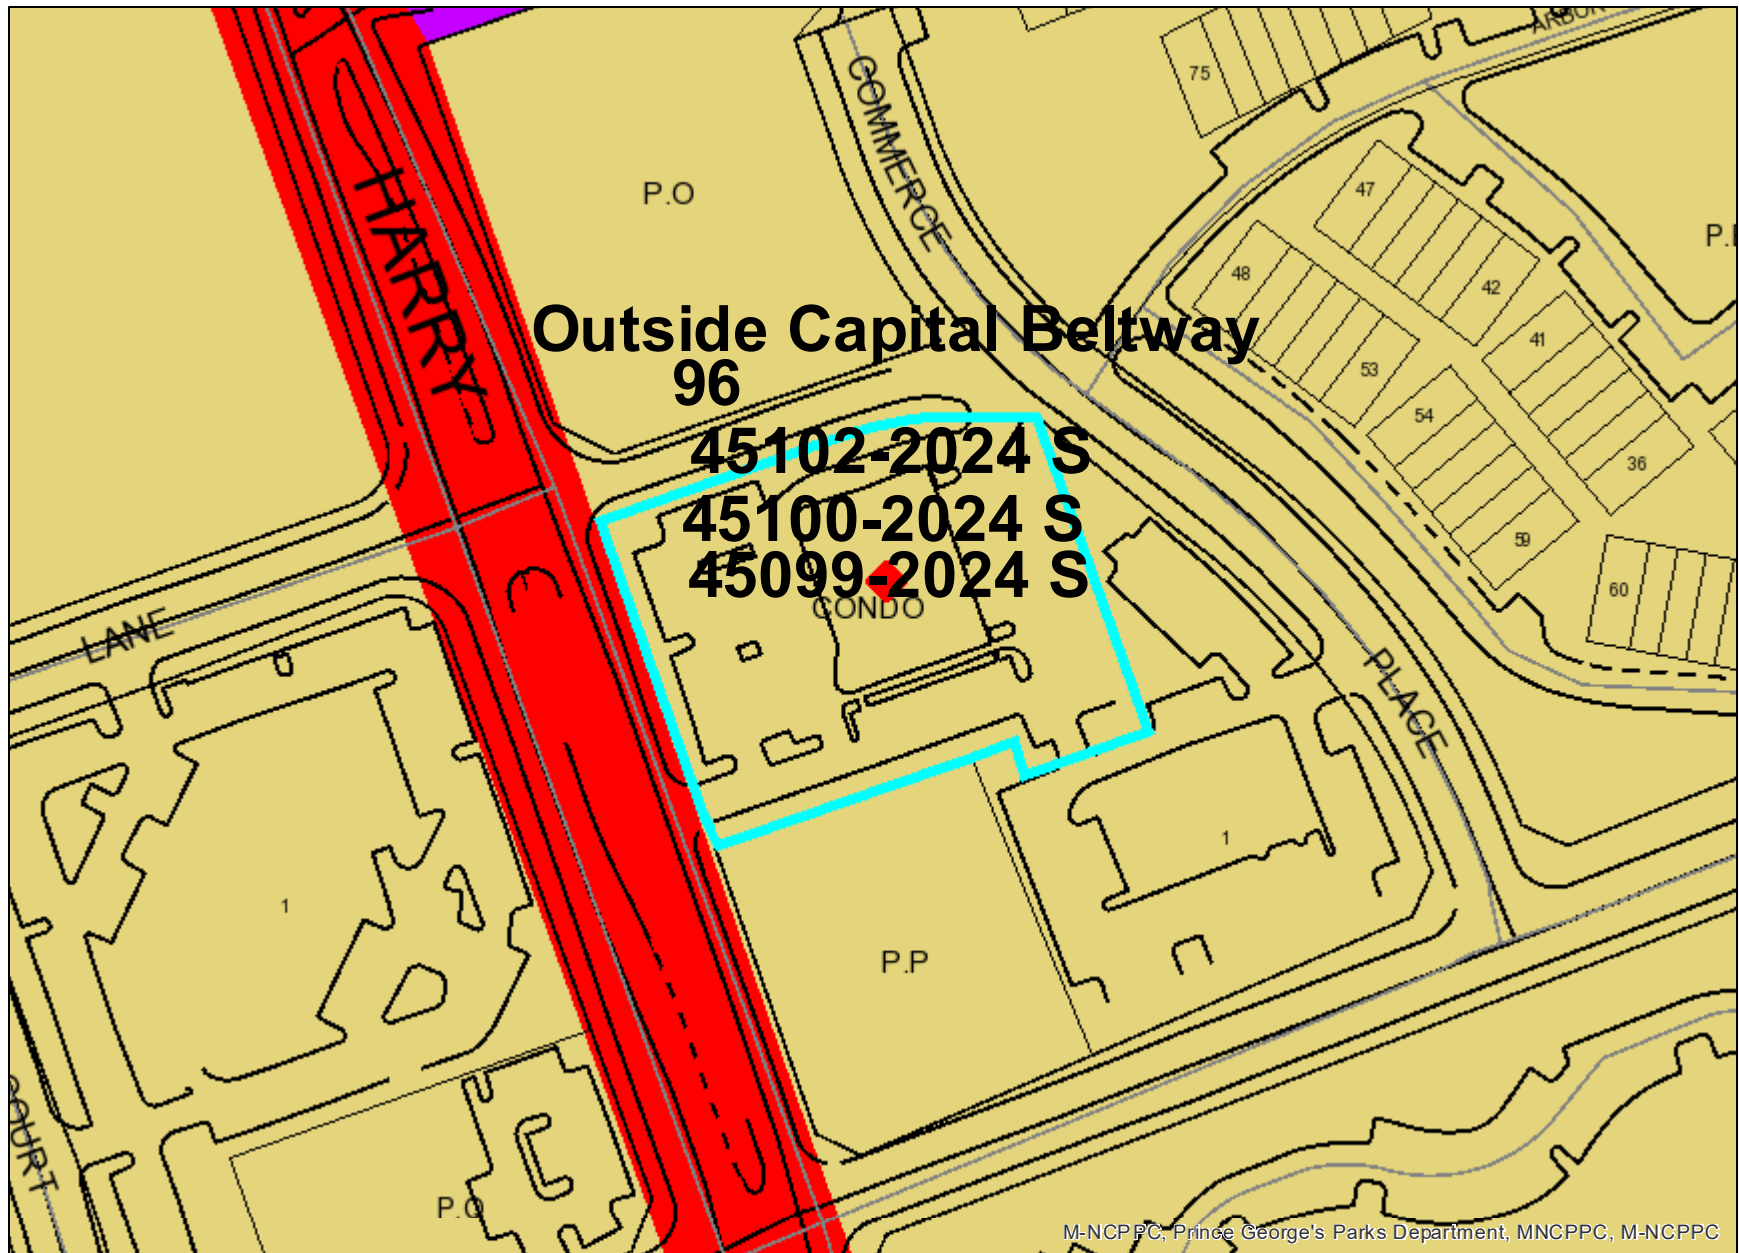 ARBOR
75
COMMERCE
P.O
47
HARRY
48
42
Outside Capital Beltway
41
96
53
54
45102-2024 S
36
45100-2024 S
59
45099-2024 S
60
CONDO
LANE
PLACE
1
1
P.P
COURT
P.O
M-NCPPC, Prince George's Parks Department, MNCPPC, M-NCPPC